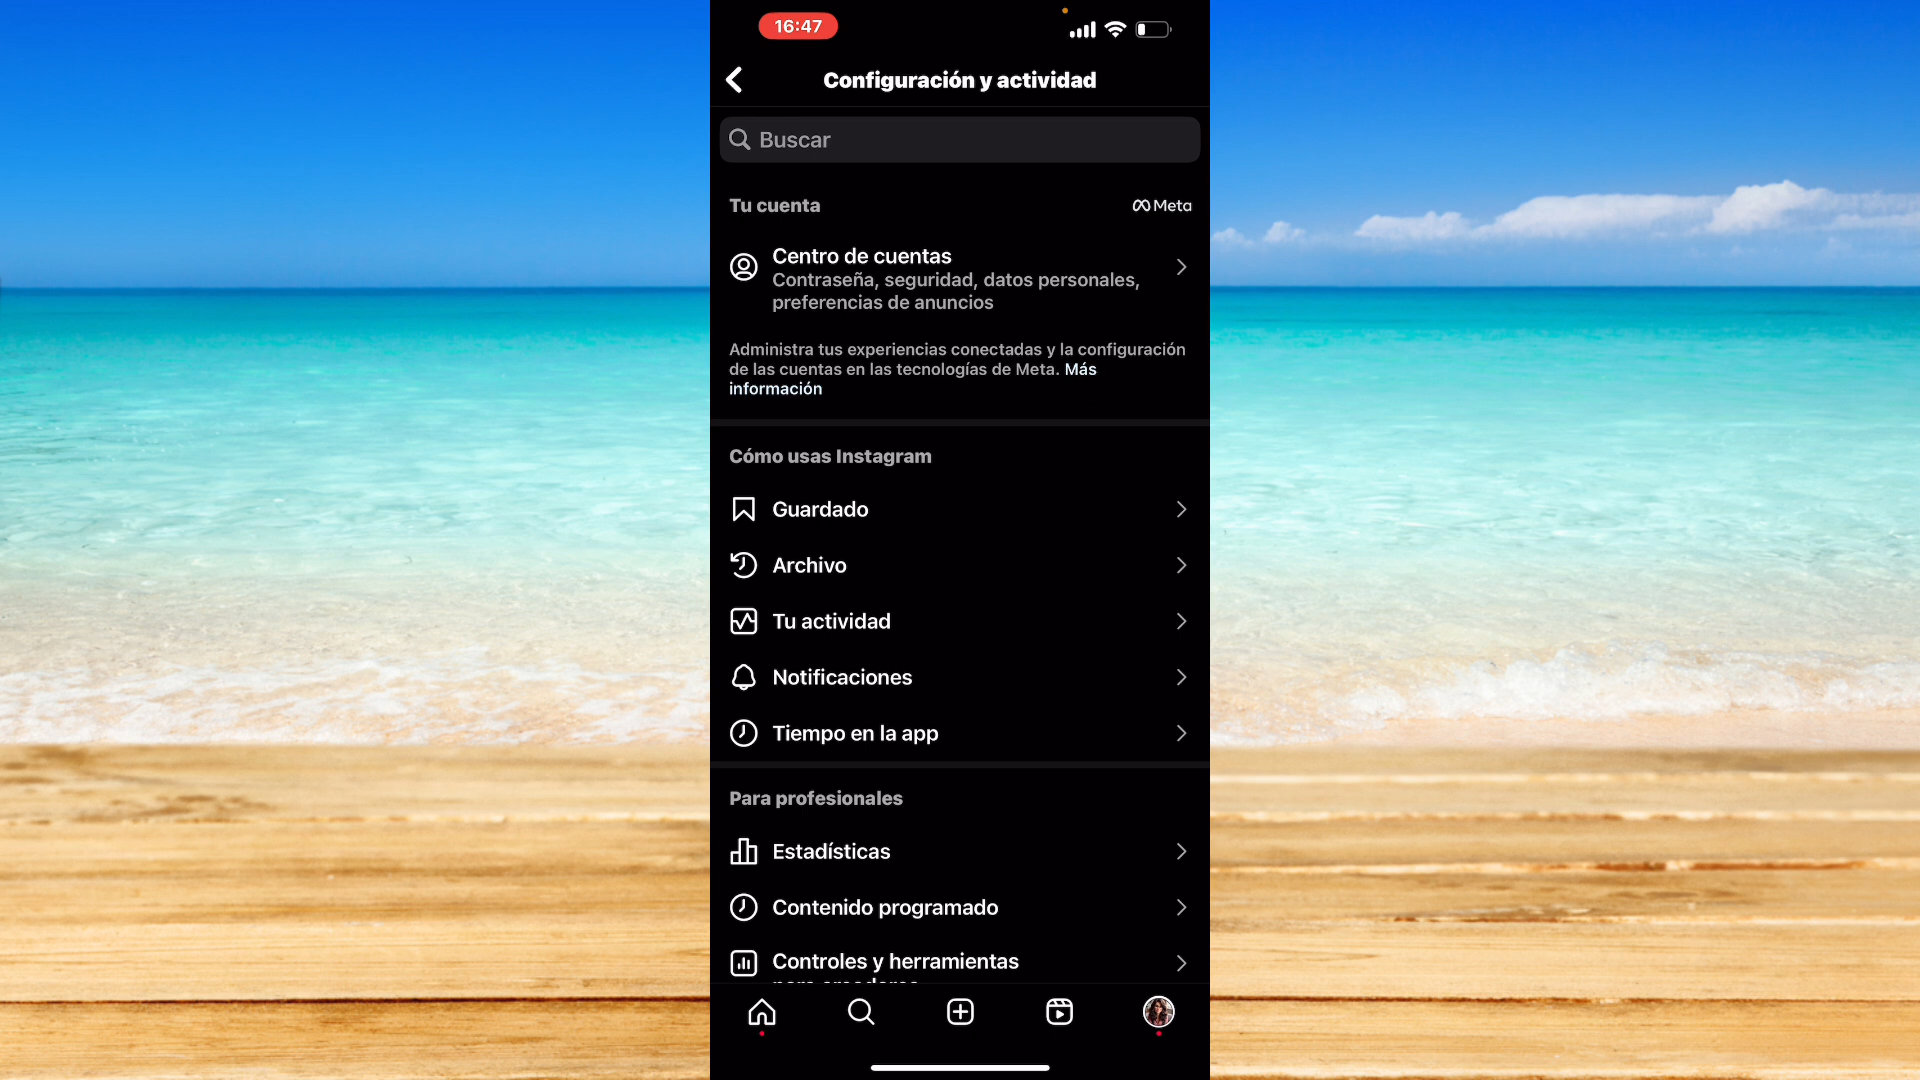 16:47
Configuración y actividad
Buscar
Tu cuenta
Meta
Centro de cuentas
Contraseña, seguridad, datos personales,
preferencias de anuncios
Administra tus experiencias conectadas y la configuración
de las cuentas en las tecnologías de Meta. Más
información
Cómo usas Instagram
Guardado
Archivo
Tu actividad
Notificaciones
Tiempo en la app
Para profesionales
Estadísticas
Contenido programado
Controles y herramientas